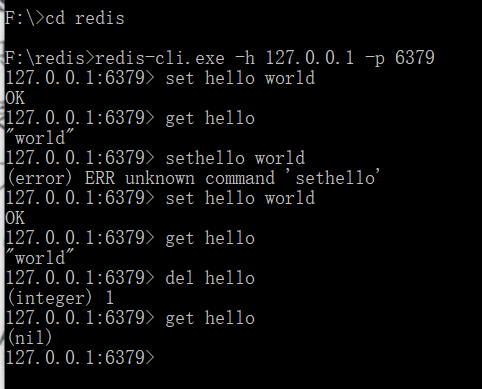 F:\>cd redis
F:\redis>redis-cli.exe -h 127.0.0.1 -p 6379
127.0.0.1:6379> set hello world
OK
127.0.0.1:6379> get hello
"world"
127.0.0.1:6379> sethello world
(error) ERR unknown command 'sethello'
127.0.0.1:6379> set hello world
OK
127.0.0.1:6379> get hello
"world"
127.0.0.1:6379> del hello
(integer) 1
127.0.0.1:6379> get hello
(nil)
127.0.0.1:6379>